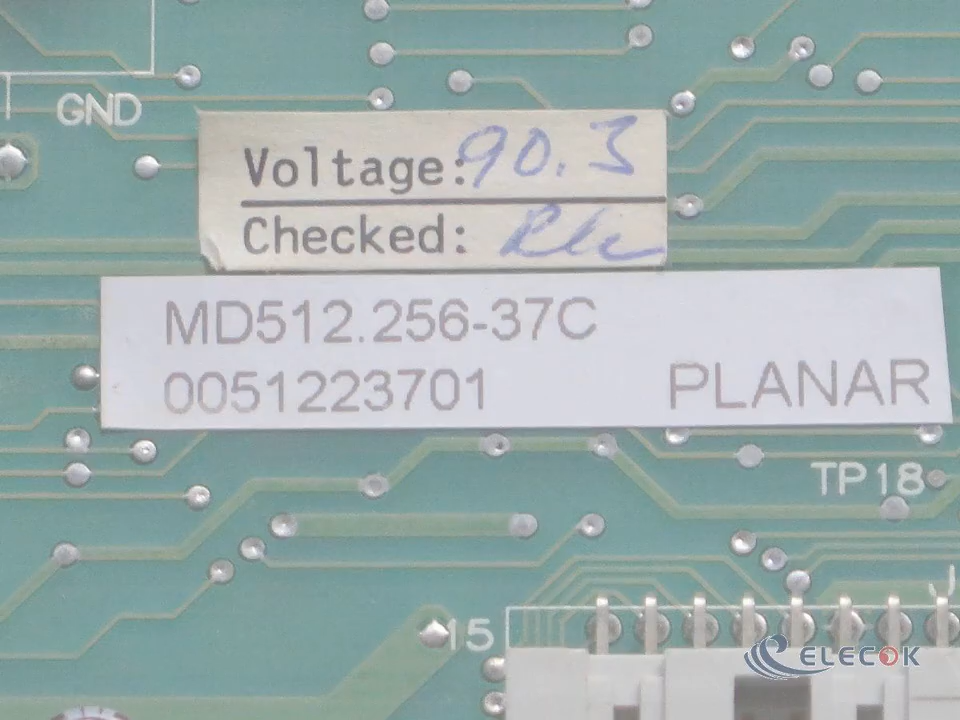 GND
Voltage: 90.3
Checked:
MD512.256-37C
0051223701 PLANAR
TP18
15
J
ELECOK